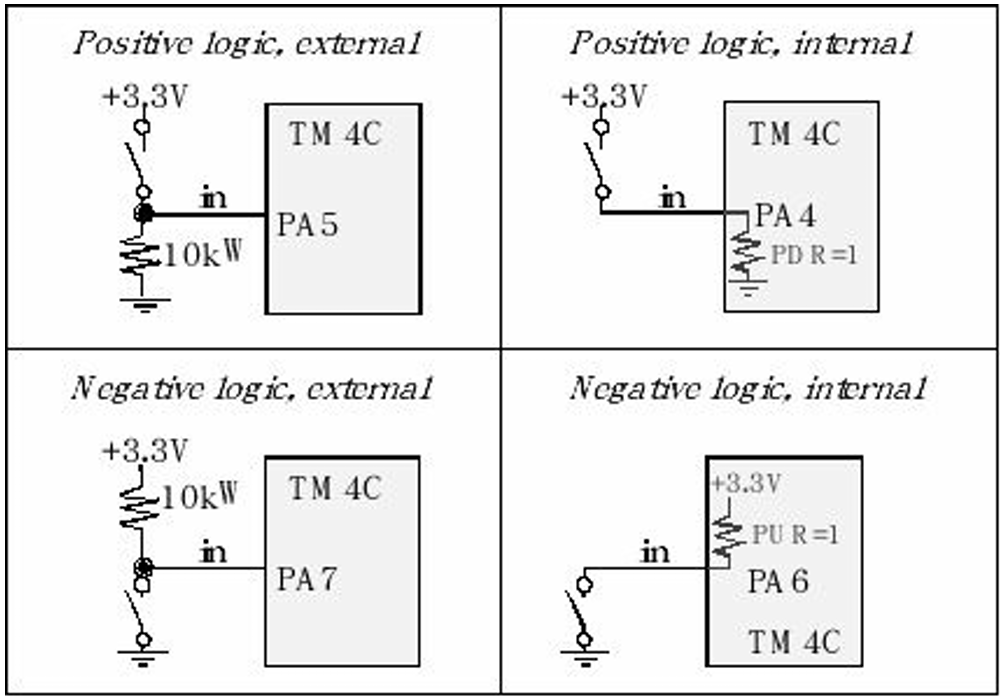 Positive logic, external
+3.3V
TM4C
in
PA5
10kW
Positive logic, internal
+3.3V
TM4C
in
PA4
PDR=1
Negative logic, external
+3.3V
10kW
TM4C
in
PA7
Negative logic, internal
+3.3V
PUR=1
in
PA6
TM4C